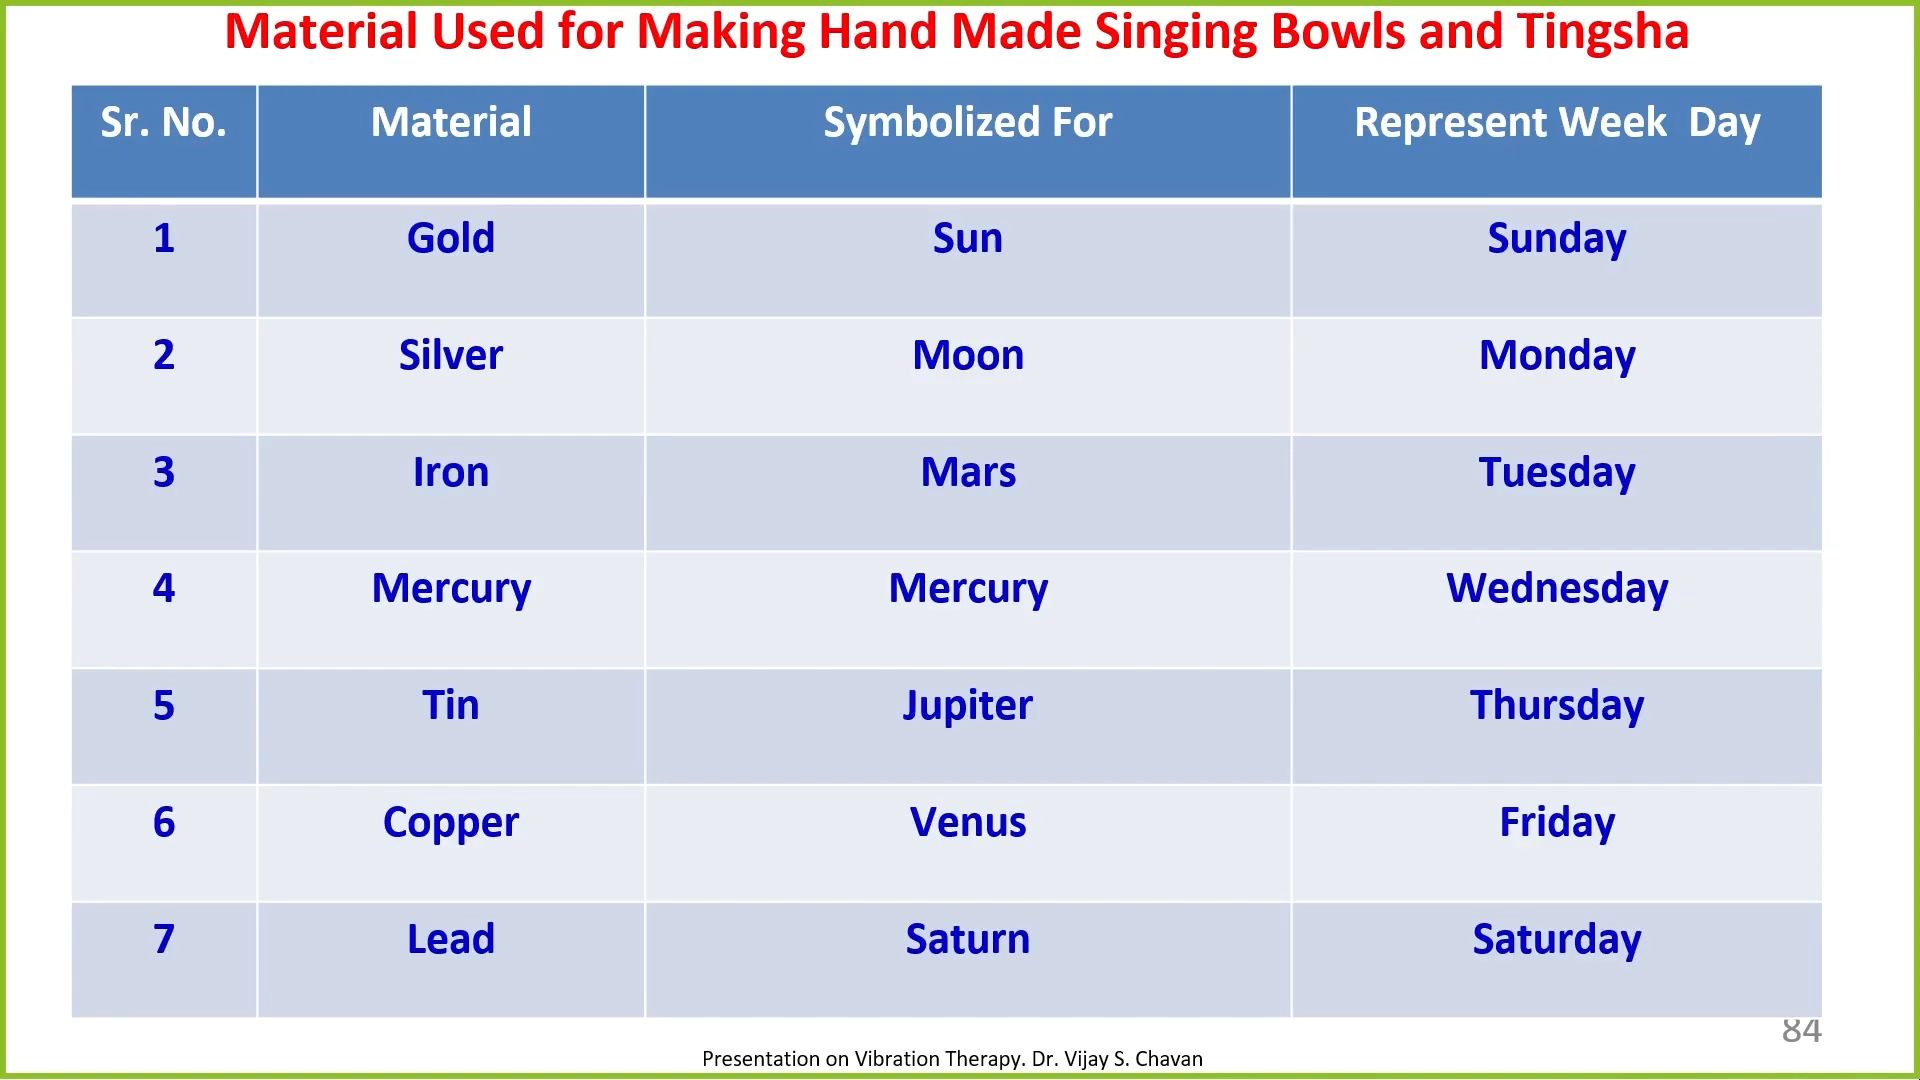 Material Used for Making Hand Made Singing Bowls and Tingsha
Sr. No. Material Symbolized For Represent Week Day
1 Gold Sun Sunday
2 Silver Moon Monday
3 Iron Mars Tuesday
4 Mercury Mercury Wednesday
5 Tin Jupiter Thursday
6 Copper Venus Friday
7 Lead Saturn Saturday
84
Presentation on Vibration Therapy. Dr. Vijay S. Chavan